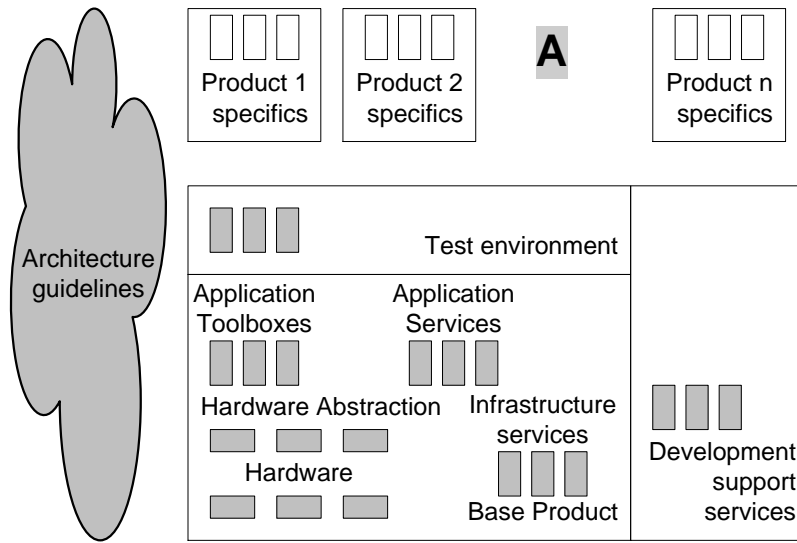 Product 1
specifics
Product 2
specifics
A
Product n
specifics
Architecture
guidelines
Test environment
Application
Toolboxes
Application
Services
Hardware Abstraction
Hardware
Infrastructure
services
Base Product
Development
support
services